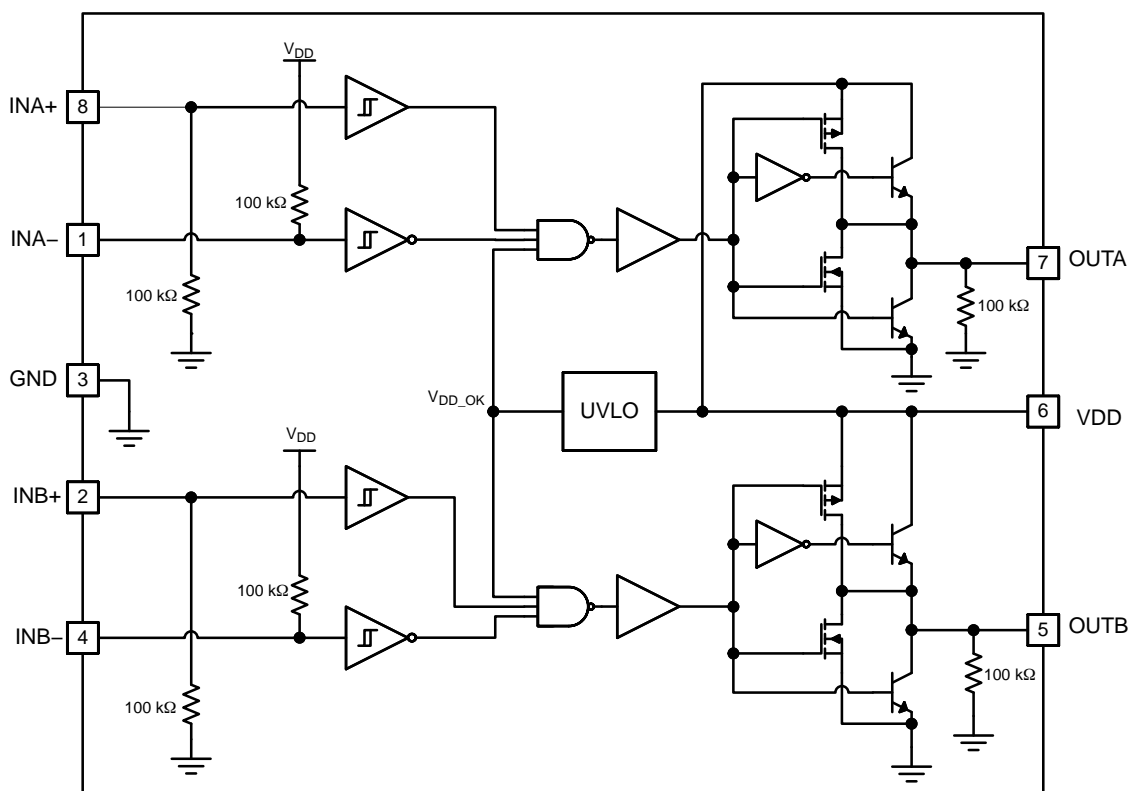 V_DD
INA+ 8
100 kΩ
INA– 1
100 kΩ
7 OUTA
100 kΩ
GND 3
V_DD_OK
UVLO
6 VDD
V_DD
INB+ 2
100 kΩ
INB– 4
5 OUTB
100 kΩ
100 kΩ